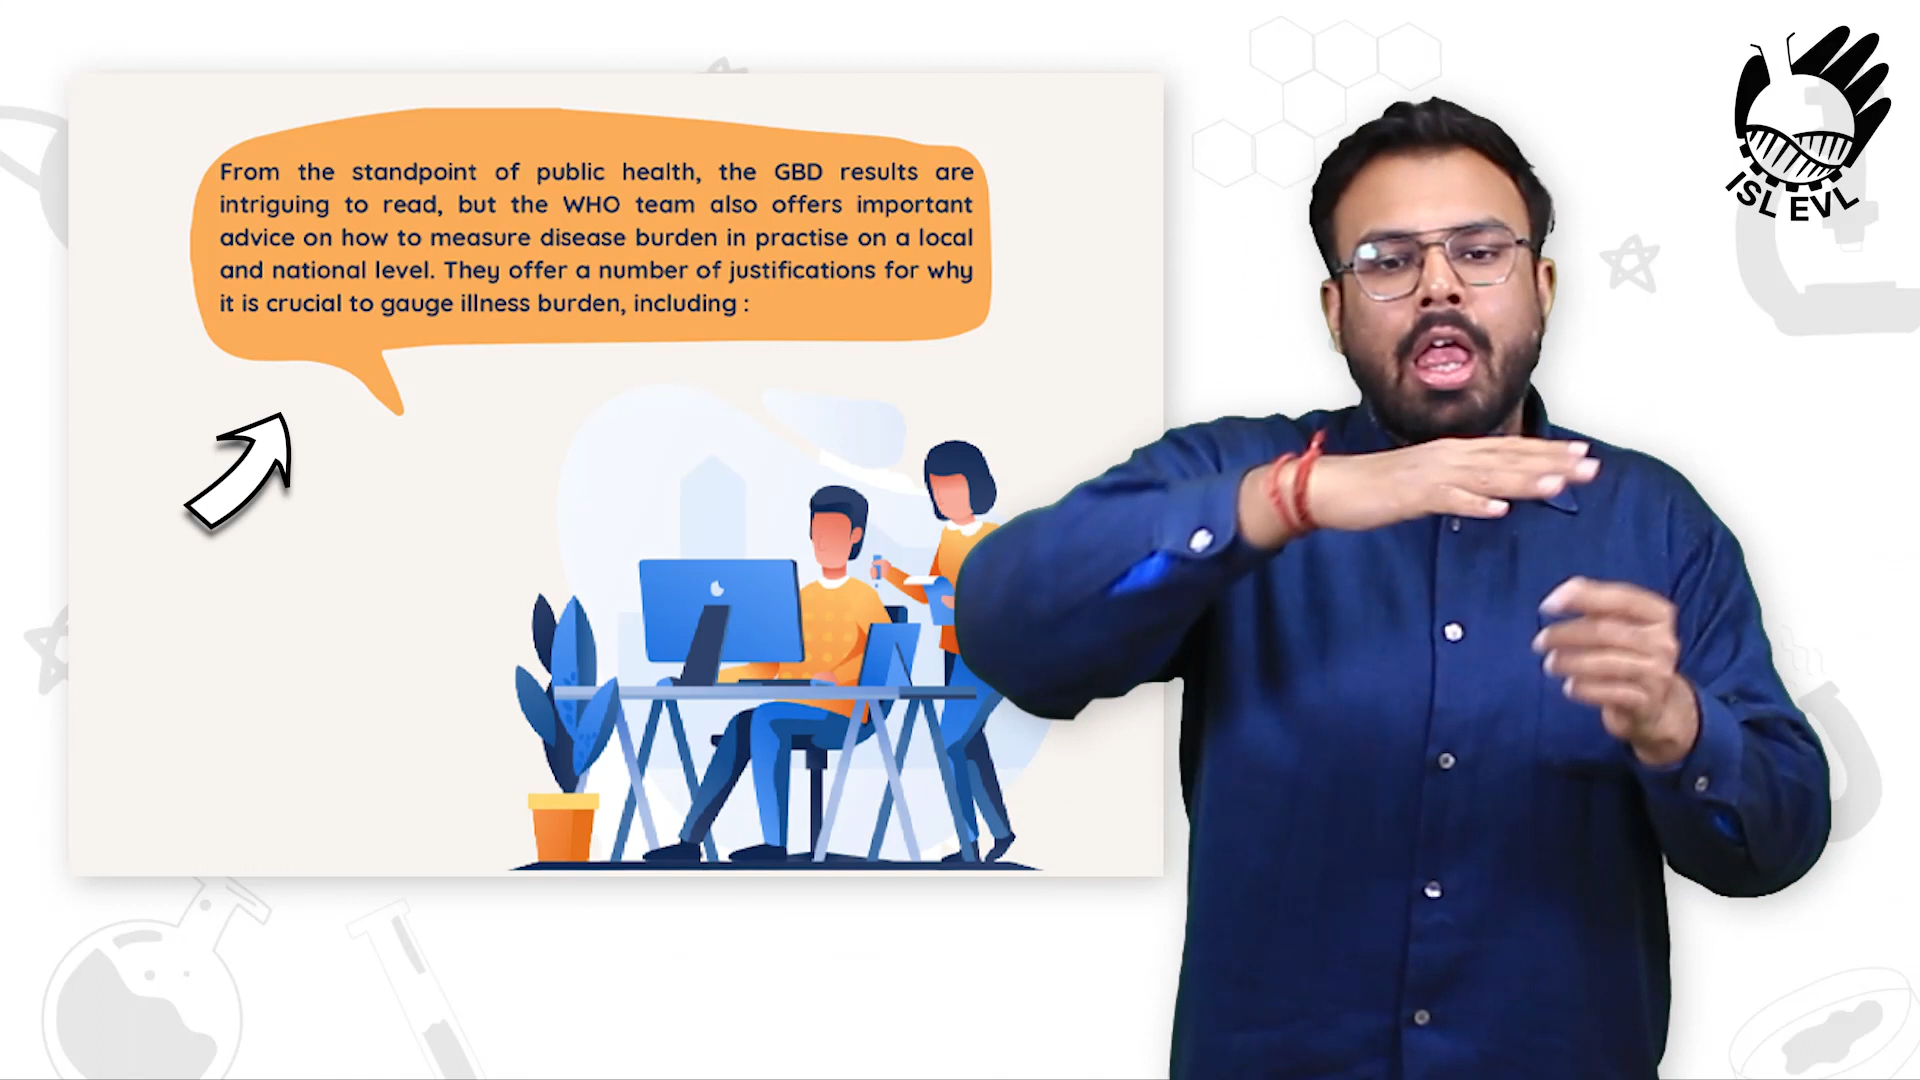 From the standpoint of public health, the GBD results are
intriguing to read, but the WHO team also offers important
advice on how to measure disease burden in practise on a local
and national level. They offer a number of justifications for why
it is crucial to gauge illness burden, including :
ISL EVL